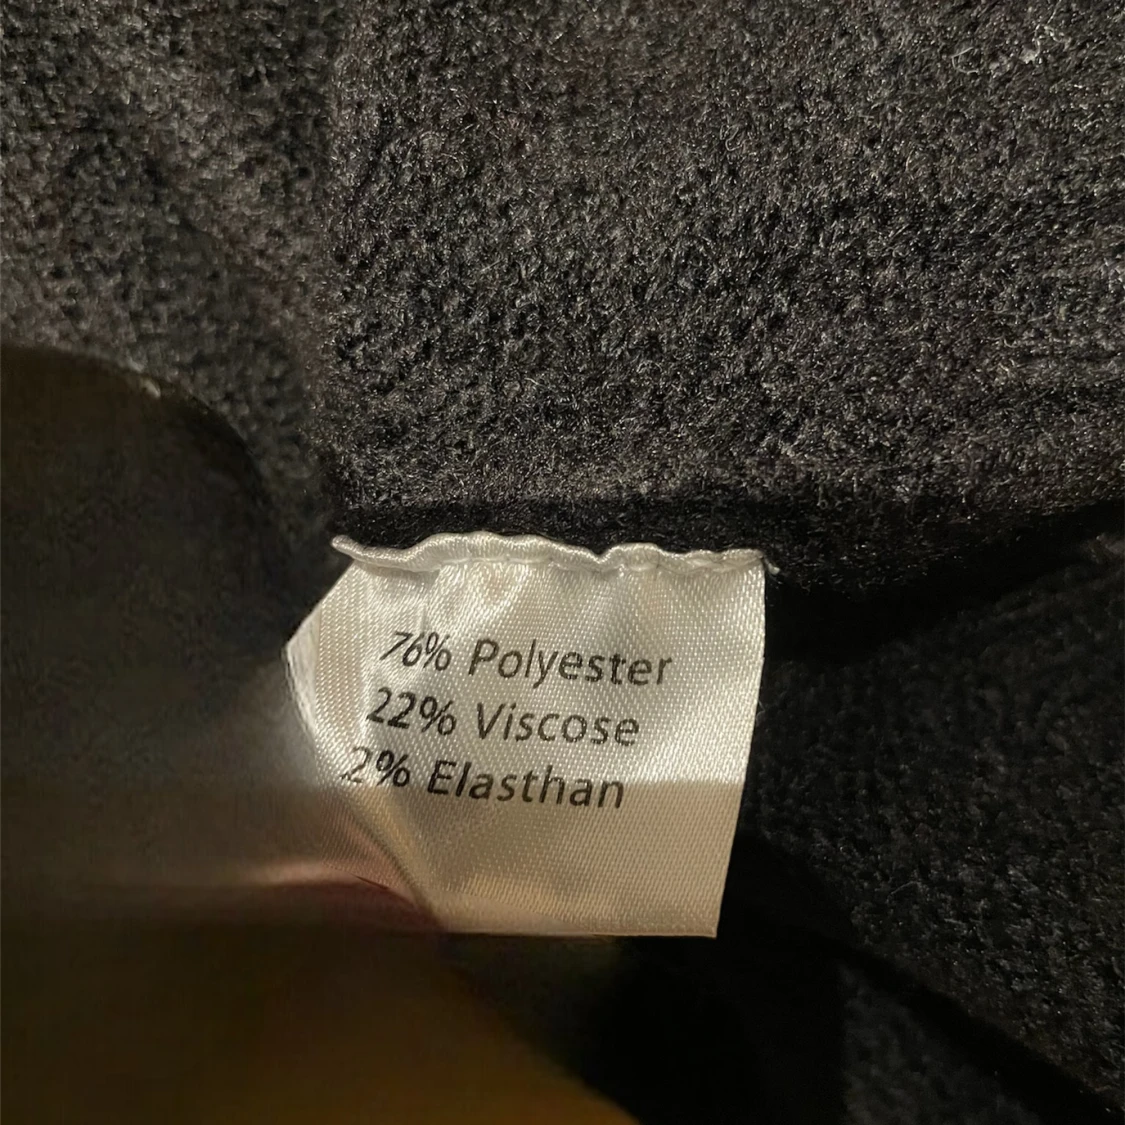 76% Polyester
22% Viscose
2% Elasthan